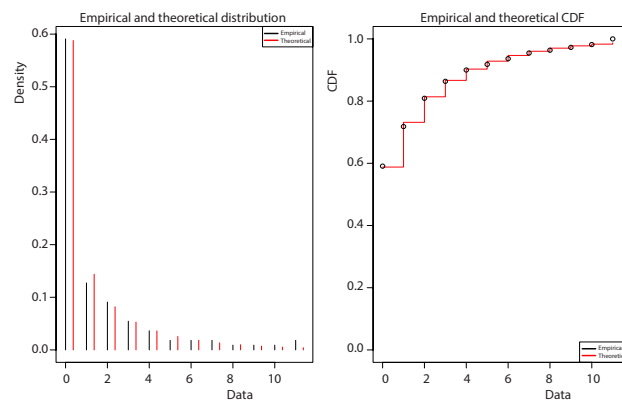 Empirical and theoretical distribution
Empirical
Theoretical
Density
0.6
0.5
0.4
0.3
0.2
0.1
0.0
0 2 4 6 8 10
Data
Empirical and theoretical CDF
CDF
1.0
0.8
0.6
0.4
0.2
0.0
Empirical
Theoretical
0 2 4 6 8 10
Data